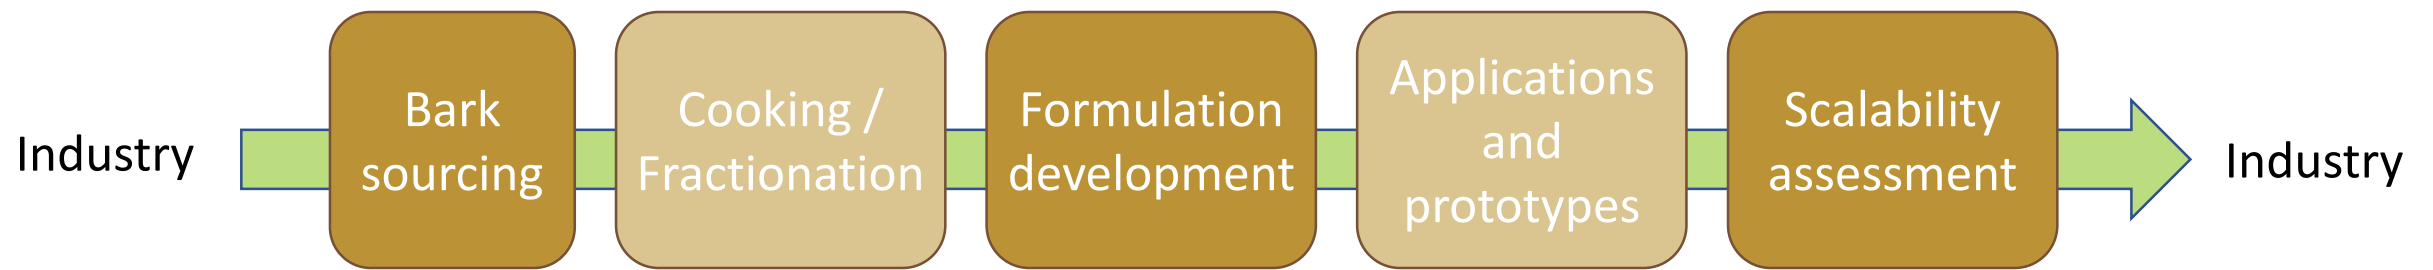 Industry
Bark
sourcing
Cooking /
Fractionation
Formulation
development
Applications
and
prototypes
Scalability
assessment
Industry